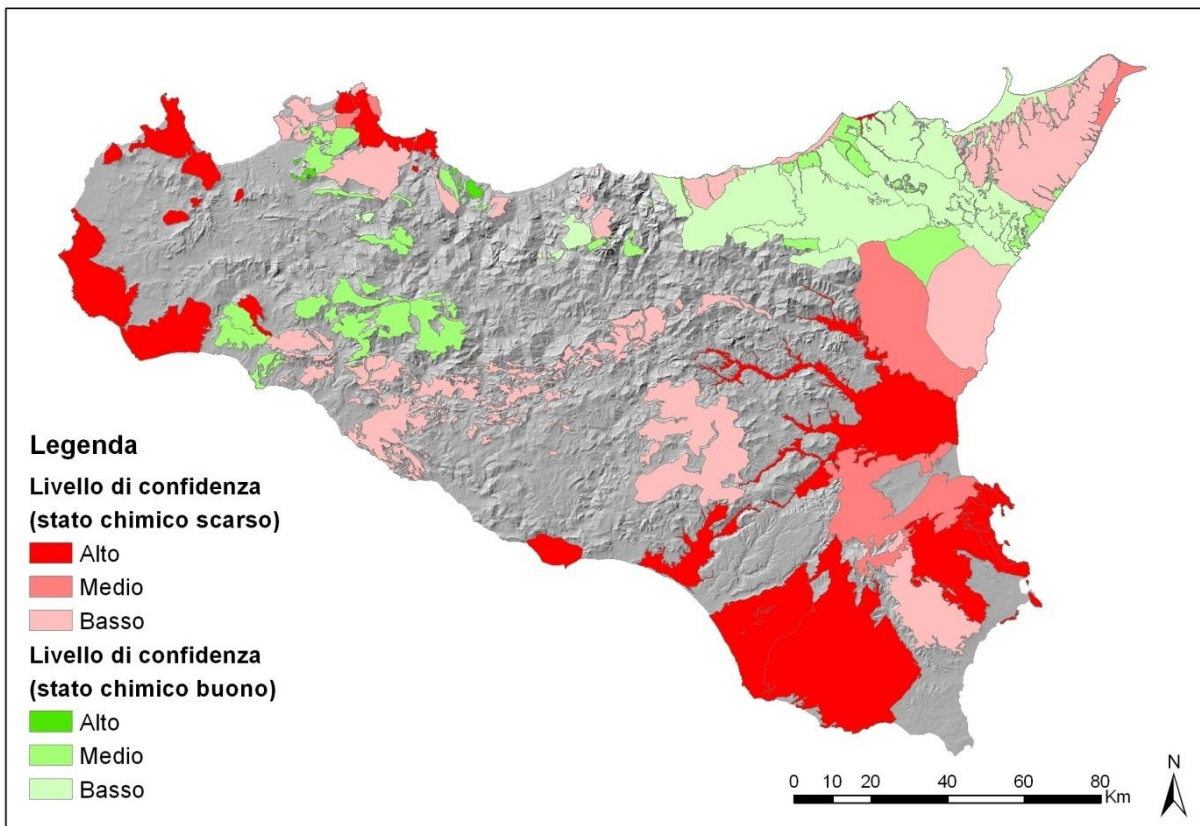 Legenda
Livello di confidenza
(stato chimico scarso)
Alto
Medio
Basso
Livello di confidenza
(stato chimico buono)
Alto
Medio
Basso
N
0 10 20 40 60 80
Km